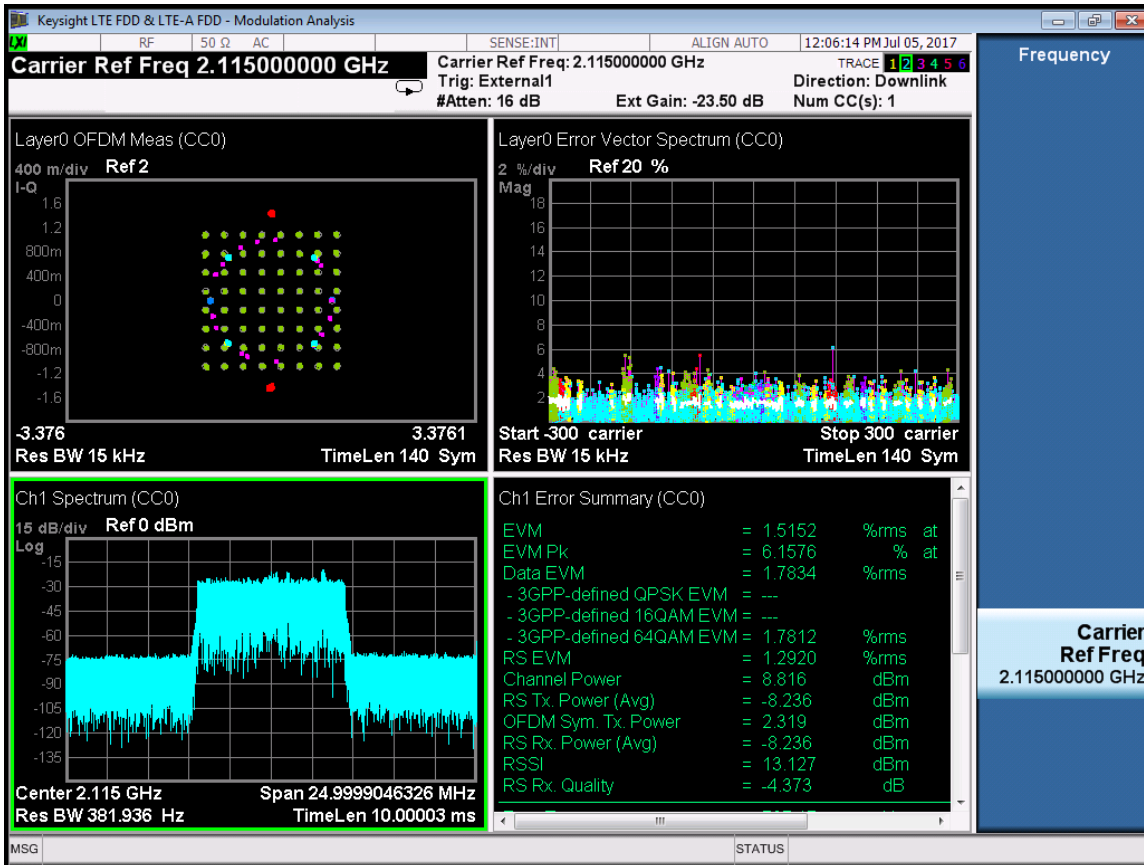 Keysight LTE FDD & LTE-A FDD - Modulation Analysis
LXI RF 50 Ω AC SENSE:INT ALIGN AUTO 12:06:14 PM Jul 05, 2017
Carrier Ref Freq 2.115000000 GHz
Carrier Ref Freq: 2.115000000 GHz
Trig: External1
#Atten: 16 dB Ext Gain: -23.50 dB
TRACE 1 2 3 4 5 6
Direction: Downlink
Num CC(s): 1
Frequency
Layer0 OFDM Meas (CC0)
400 m/div Ref 2
I-Q
1.6
1.2
800m
400m
0
-400m
-800m
-1.2
-1.6
-3.376 3.3761
Res BW 15 kHz TimeLen 140 Sym
Layer0 Error Vector Spectrum (CC0)
2 %/div Ref 20 %
Mag
18
16
14
12
10
8
6
4
2
Start -300 carrier Stop 300 carrier
Res BW 15 kHz TimeLen 140 Sym
Ch1 Spectrum (CC0)
15 dB/div Ref 0 dBm
Log
-15
-30
-45
-60
-75
-90
-105
-120
-135
Center 2.115 GHz Span 24.9999046326 MHz
Res BW 381.936 Hz TimeLen 10.00003 ms
Ch1 Error Summary (CC0)
EVM = 1.5152 %rms at
EVM Pk = 6.1576 % at
Data EVM = 1.7834 %rms
- 3GPP-defined QPSK EVM = ---
- 3GPP-defined 16QAM EVM = ---
- 3GPP-defined 64QAM EVM = 1.7812 %rms
RS EVM = 1.2920 %rms
Channel Power = 8.816 dBm
RS Tx. Power (Avg) = -8.236 dBm
OFDM Sym. Tx. Power = 2.319 dBm
RS Rx. Power (Avg) = -8.236 dBm
RSSI = 13.127 dBm
RS Rx. Quality = -4.373 dB
Carrier
Ref Freq
2.115000000 GHz
MSG STATUS